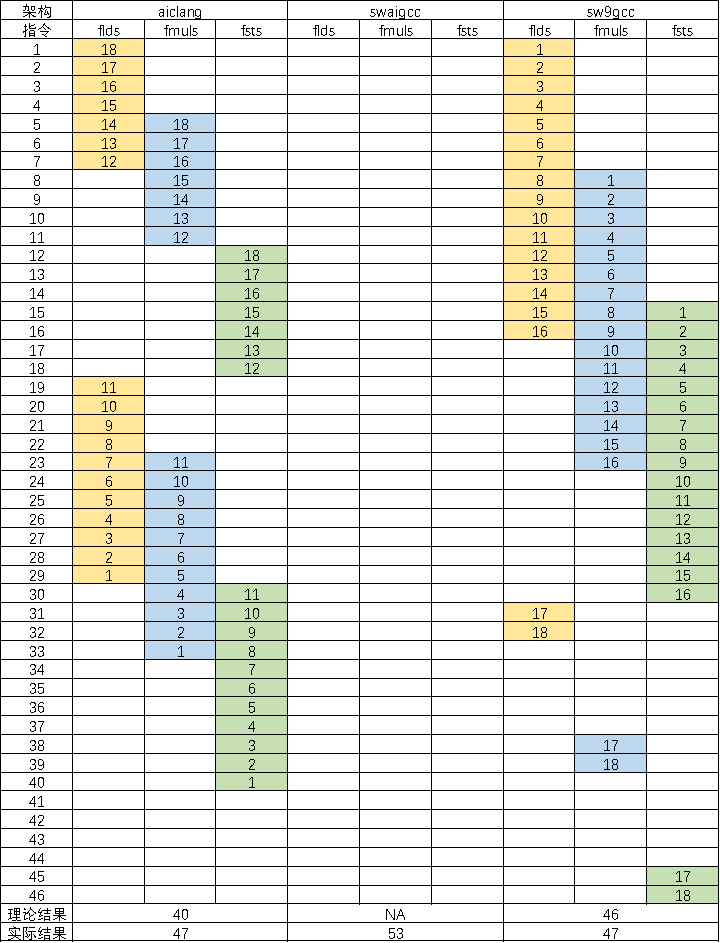 架构 aiclang swaigcc sw9gcc
指令 flds fmuls fsts flds fmuls fsts flds fmuls fsts
1 18 1
2 17 2
3 16 3
4 15 4
5 14 18 5
6 13 17 6
7 12 16 7
8 15 8 1
9 14 9 2
10 13 10 3
11 12 11 4
12 18 12 5
13 17 13 6
14 16 14 7
15 15 15 8 1
16 14 16 9 2
17 13 10 3
18 12 11 4
19 11 12 5
20 10 13 6
21 9 14 7
22 8 15 8
23 7 11 16 9
24 6 10 10
25 5 9 11
26 4 8 12
27 3 7 13
28 2 6 14
29 1 5 15
30 4 11 16
31 3 10 17
32 2 9 18
33 1 8
34 7
35 6
36 5
37 4
38 3 17
39 2 18
40 1
41
42
43
44
45 17
46 18
理论结果 40 NA 46
实际结果 47 53 47